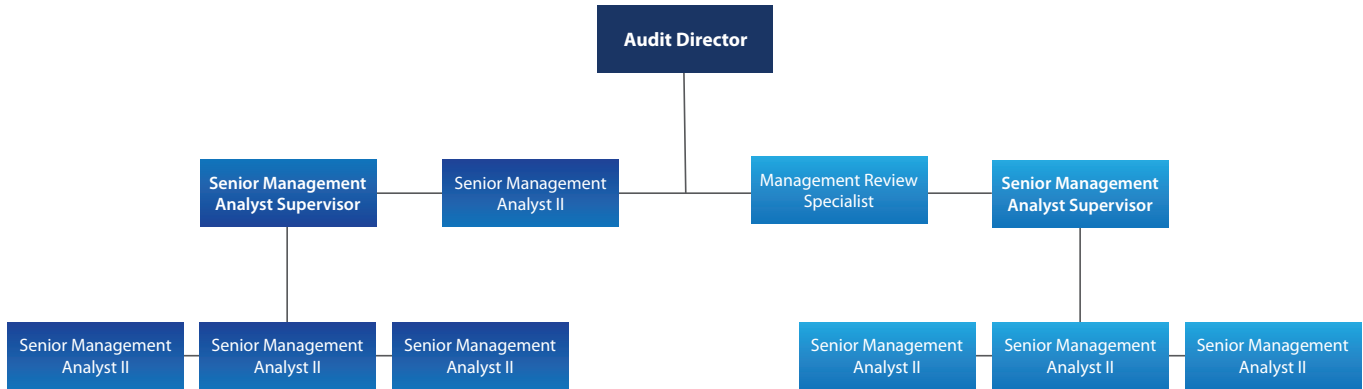 Audit Director
Senior Management
Analyst Supervisor
Senior Management
Analyst II
Management Review
Specialist
Senior Management
Analyst Supervisor
Senior Management
Analyst II
Senior Management
Analyst II
Senior Management
Analyst II
Senior Management
Analyst II
Senior Management
Analyst II
Senior Management
Analyst II